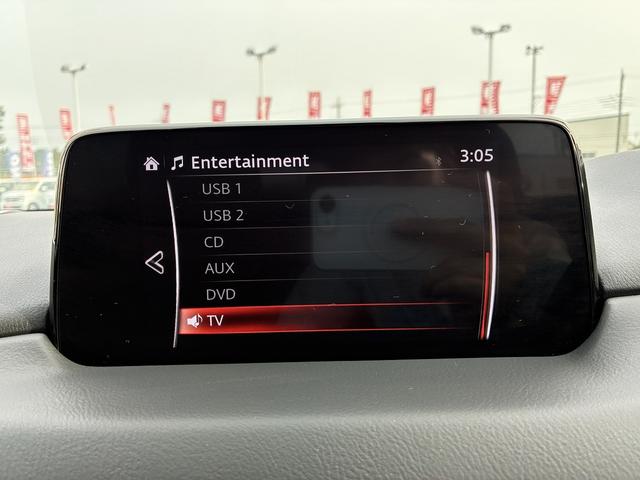 Entertainment 3:05
USB 1
USB 2
CD
AUX
DVD
TV